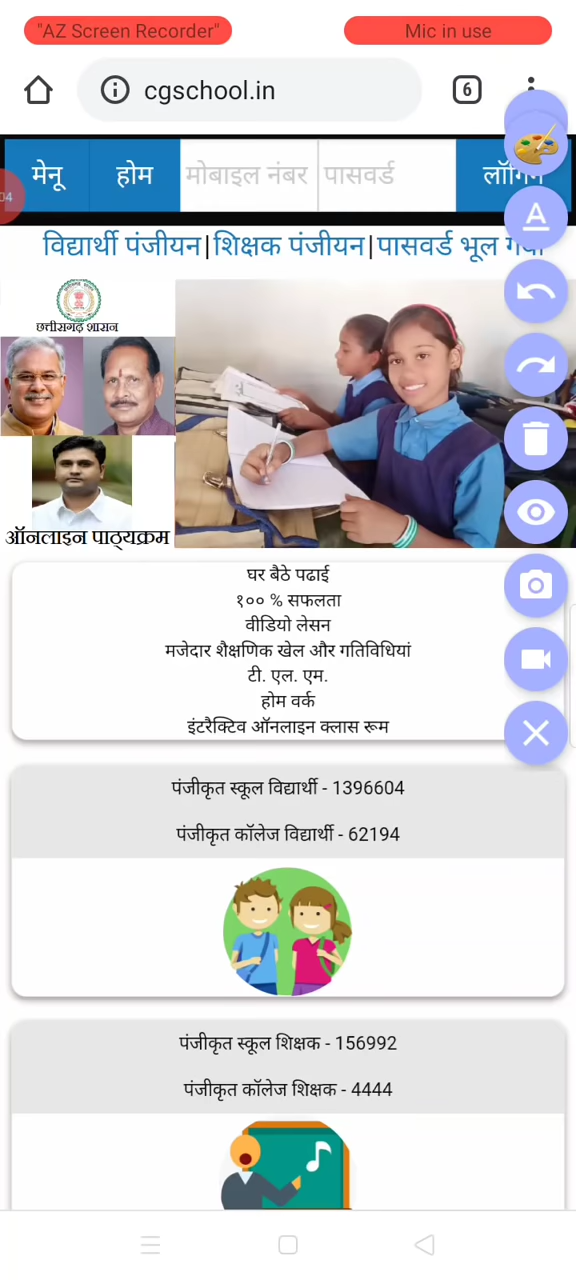 "AZ Screen Recorder"
Mic in use
cgschool.in
6
मेनू होम मोबाइल नंबर पासवर्ड लॉगिन
04
विद्यार्थी पंजीयन|शिक्षक पंजीयन|पासवर्ड भूल गया
छत्तीसगढ़ शासन
ऑनलाइन पाठ्यक्रम
घर बैठे पढाई
१०० % सफलता
वीडियो लेसन
मजेदार शैक्षणिक खेल और गतिविधियां
टी. एल. एम.
होम वर्क
इंटरैक्टिव ऑनलाइन क्लास रूम
पंजीकृत स्कूल विद्यार्थी - 1396604
पंजीकृत कॉलेज विद्यार्थी - 62194
पंजीकृत स्कूल शिक्षक - 156992
पंजीकृत कॉलेज शिक्षक - 4444